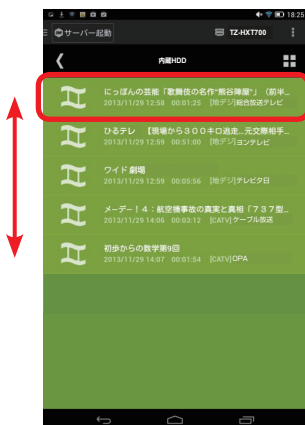 18:25
サーバー起動
TZ-HXT700
内蔵HDD
にっぽんの芸能「歌舞伎の名作"熊谷陣屋"」（前半...
2013/11/29 12:58 00:01:25 [地デジ]総合放送テレビ
ひるテレ 【現場から３００キロ逃走...元交際相手...
2013/11/29 12:59 00:51:00 [地デジ]ヨンテレビ
ワイド劇場
2013/11/29 12:59 00:05:56 [地デジ]テレビ夕日
メーデー！４：航空機事故の真実と真相「７３７型...
2013/11/29 14:06 00:03:12 [CATV]ケーブル放送
初歩からの数学第9回
2013/11/29 14:07 00:01:54 [CATV]OPA